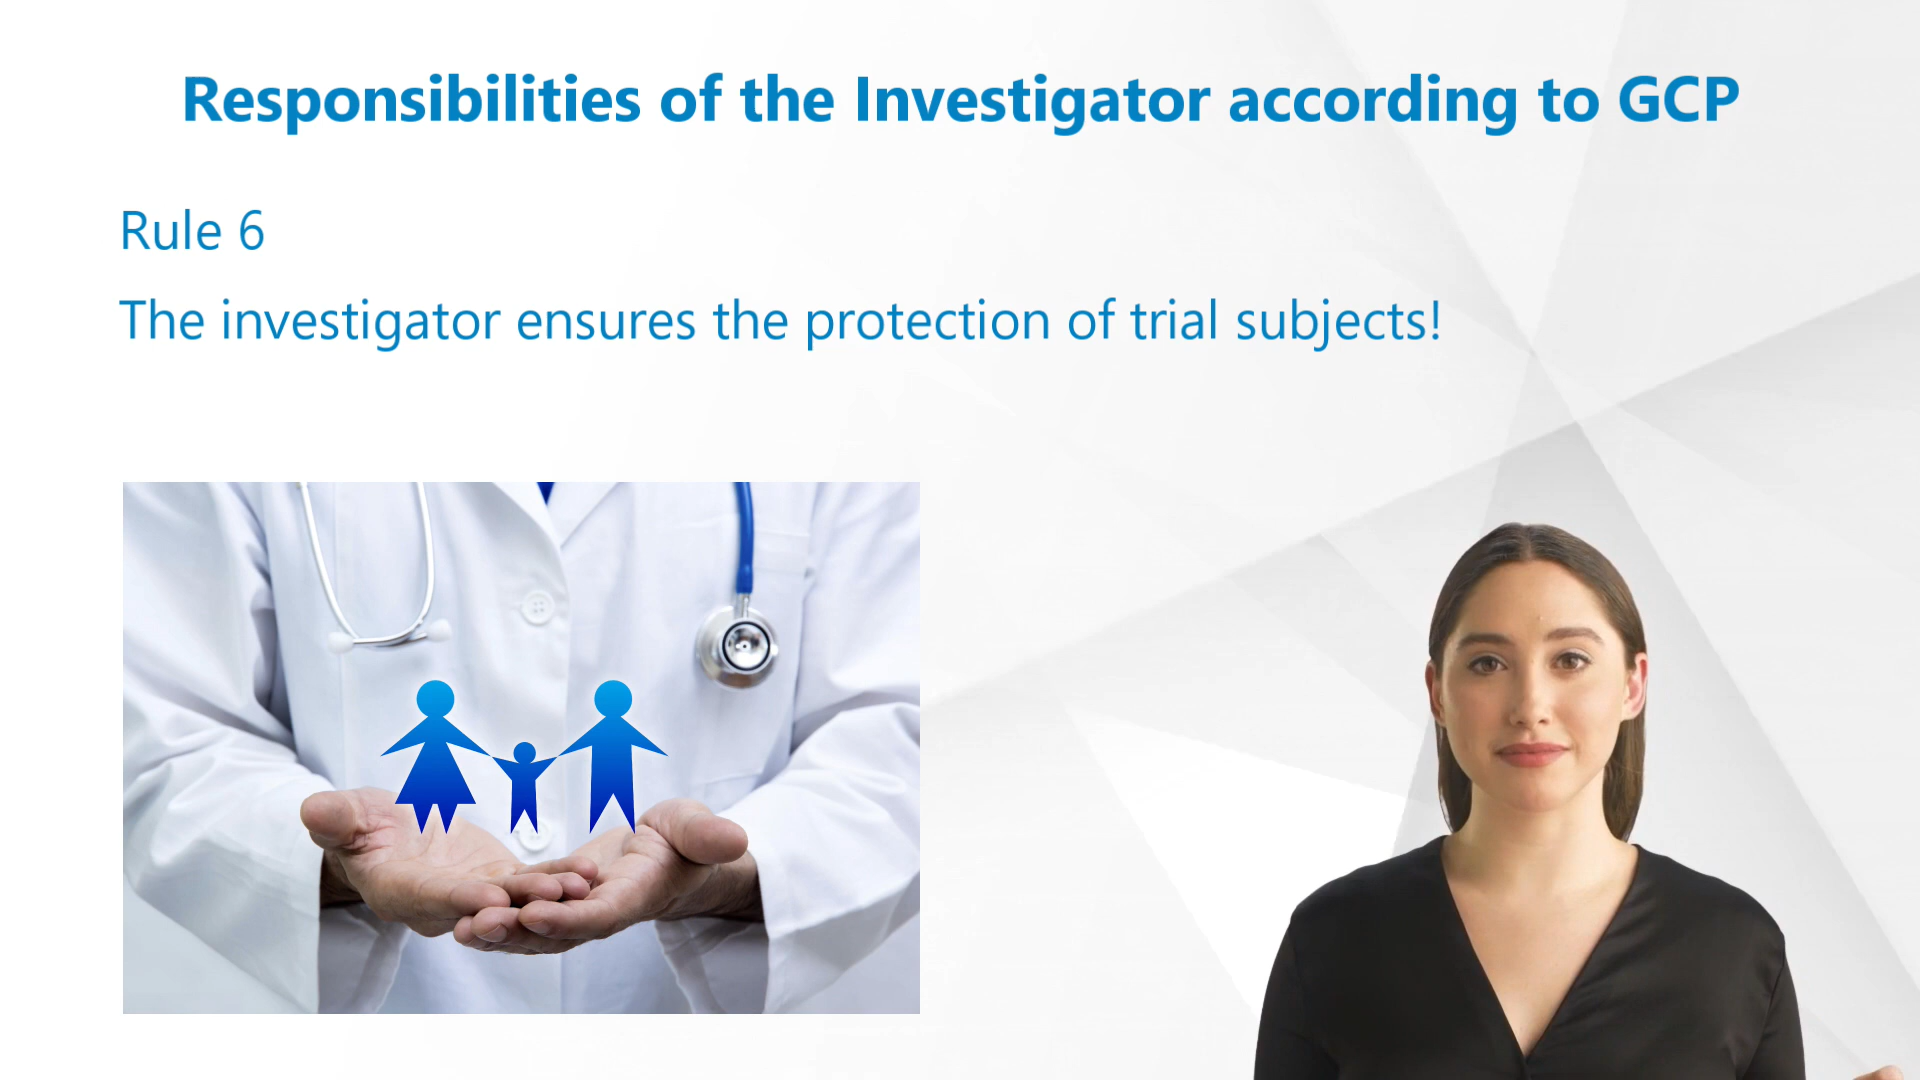 Responsibilities of the Investigator according to GCP
Rule 6
The investigator ensures the protection of trial subjects!